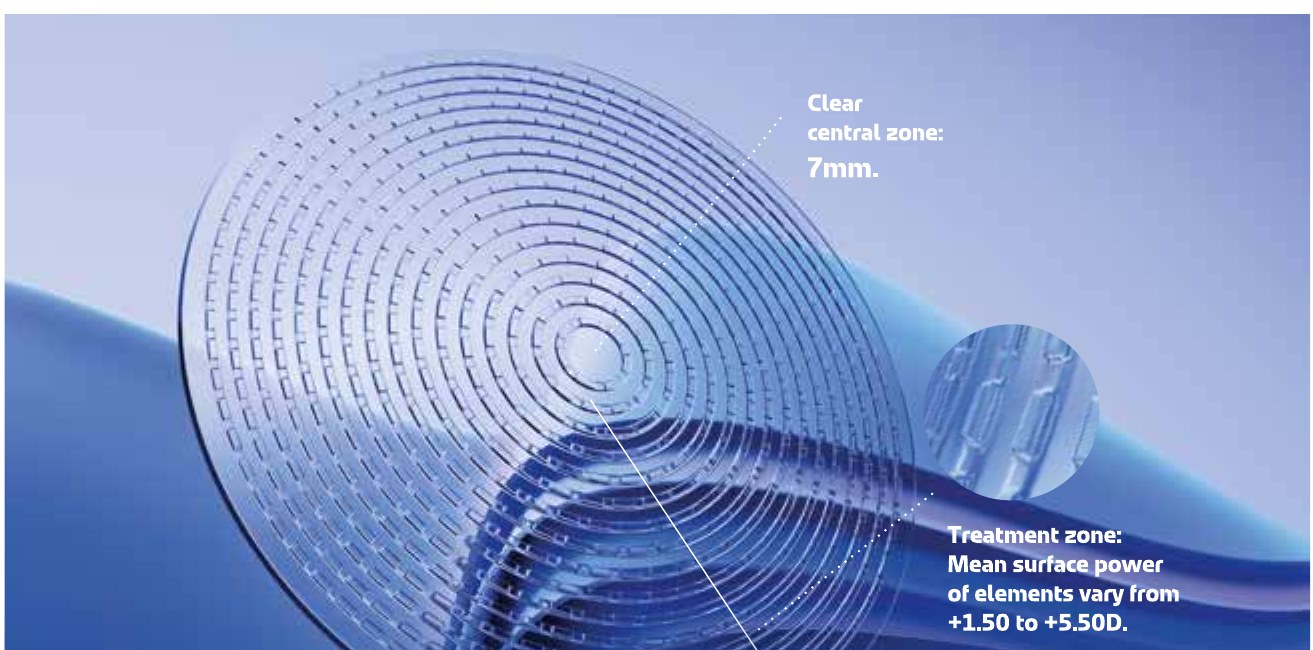 Clear
central zone:
7mm.
Treatment zone:
Mean surface power
of elements vary from
+1.50 to +5.50D.